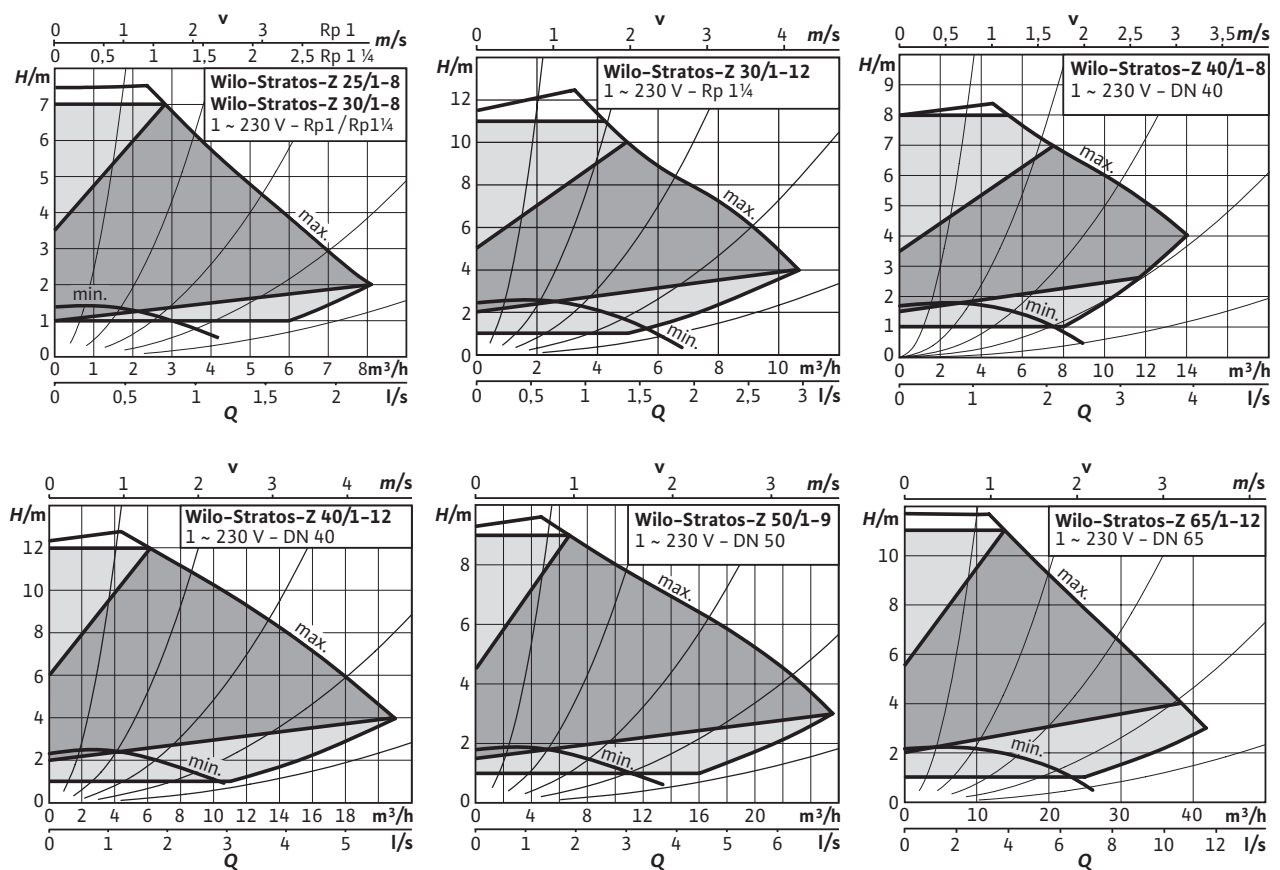 v
0 1 2 3 Rp 1
m/s
0 0,5 1 1,5 2 2,5 Rp 1 ¼
H/m
Wilo-Stratos-Z 25/1-8
Wilo-Stratos-Z 30/1-8
1 ~ 230 V - Rp1 / Rp1¼
7
6
5
4
3
2
1
0
max.
min.
0 1 2 3 4 5 6 7 8 m³/h
0 0,5 1 1,5 2 l/s
Q
v
0 1 2 3 4 m/s
H/m
Wilo-Stratos-Z 30/1-12
1 ~ 230 V - Rp 1¼
12
10
8
6
4
2
0
max.
min.
0 2 4 6 8 10 m³/h
0 0,5 1 1,5 2 2,5 3 l/s
Q
v
0 0,5 1 1,5 2 2,5 3 3,5 m/s
H/m
Wilo-Stratos-Z 40/1-8
1 ~ 230 V - DN 40
9
8
7
6
5
4
3
2
1
0
max.
min.
0 2 4 6 8 10 12 14 m³/h
0 1 2 3 4 l/s
Q
v
0 1 2 3 4 m/s
H/m
Wilo-Stratos-Z 40/1-12
1 ~ 230 V - DN 40
12
10
8
6
4
2
0
max.
min.
0 2 4 6 8 10 12 14 16 18 m³/h
0 1 2 3 4 5 l/s
Q
v
0 1 2 3 m/s
H/m
Wilo-Stratos-Z 50/1-9
1 ~ 230 V - DN 50
8
6
4
2
0
max.
min.
0 4 8 12 16 20 m³/h
0 1 2 3 4 5 6 l/s
Q
v
0 1 2 3 4 m/s
H/m
Wilo-Stratos-Z 65/1-12
1 ~ 230 V - DN 65
10
8
6
4
2
0
max.
min.
0 10 20 30 40 m³/h
0 2 4 6 8 10 12 l/s
Q